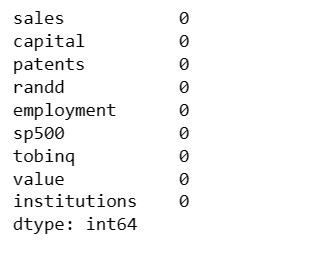 sales 0
capital 0
patents 0
randd 0
employment 0
sp500 0
tobinq 0
value 0
institutions 0
dtype: int64